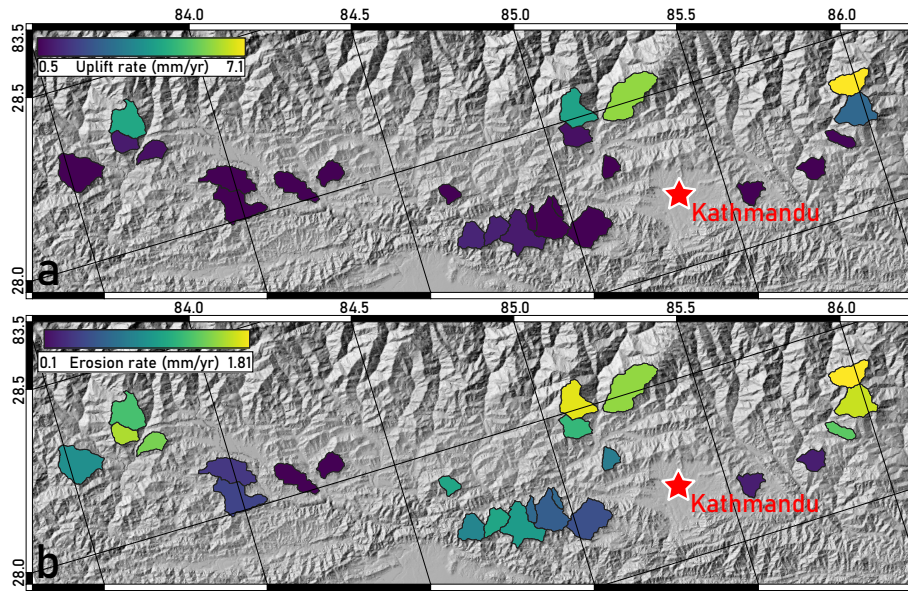 84.0 84.5 85.0 85.5 86.0
83.5
0.5 Uplift rate (mm/yr) 7.1
28.5
Kathmandu
28.0
a
84.0 84.5 85.0 85.5 86.0
83.5
0.1 Erosion rate (mm/yr) 1.81
28.5
Kathmandu
28.0
b